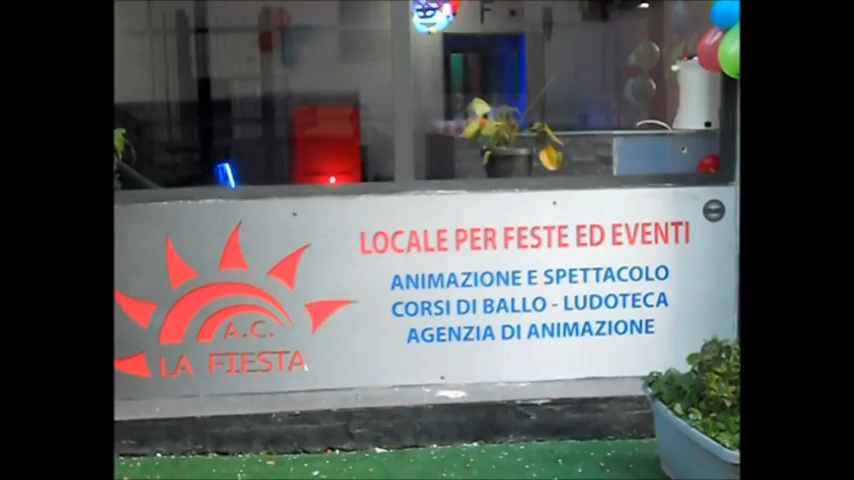 LOCALE PER FESTE ED EVENTI
ANIMAZIONE E SPETTACOLO
CORSI DI BALLO - LUDOTECA
AGENZIA DI ANIMAZIONE
A.C.
LA FIESTA